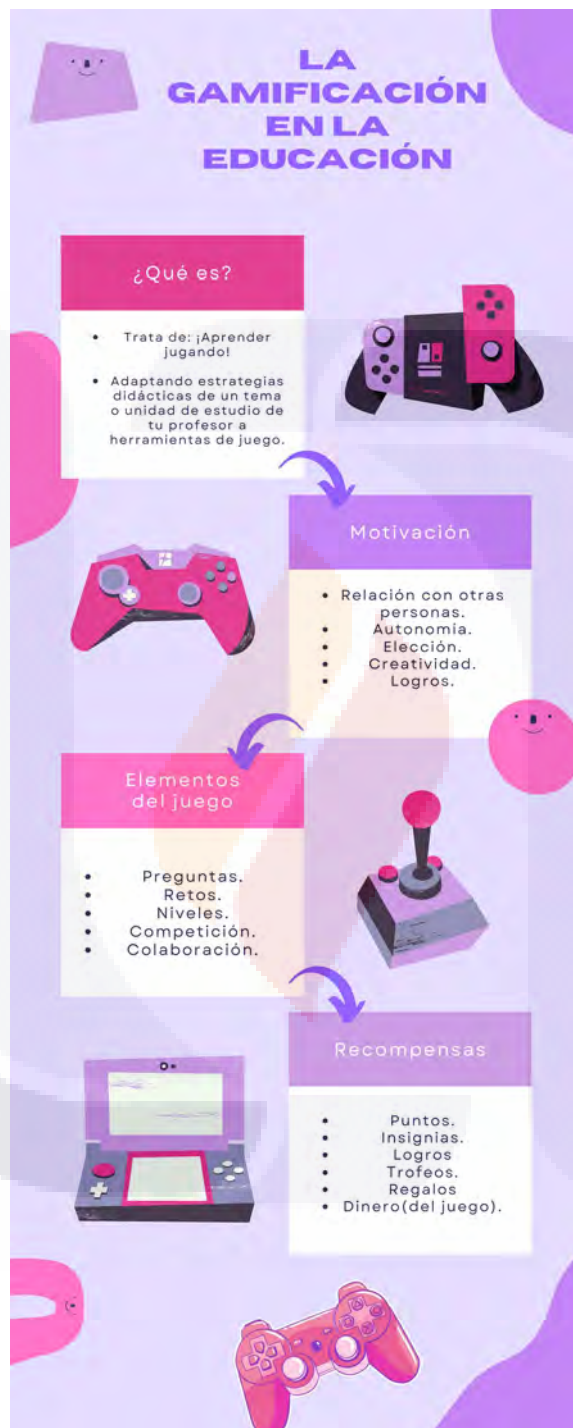 LA
GAMIFICACIÓN
EN LA
EDUCACIÓN
¿Qué es?
• Trata de: ¡Aprender
jugando!
• Adaptando estrategias
didácticas de un tema
o unidad de estudio de
tu profesor a
herramientas de juego.
Motivación
• Relación con otras
personas.
• Autonomía.
• Elección.
• Creatividad.
• Logros.
Elementos
del juego
• Preguntas.
• Retos.
• Niveles.
• Competición.
• Colaboración.
Recompensas
• Puntos.
• Insignias.
• Logros
• Trofeos.
• Regalos
• Dinero(del juego).